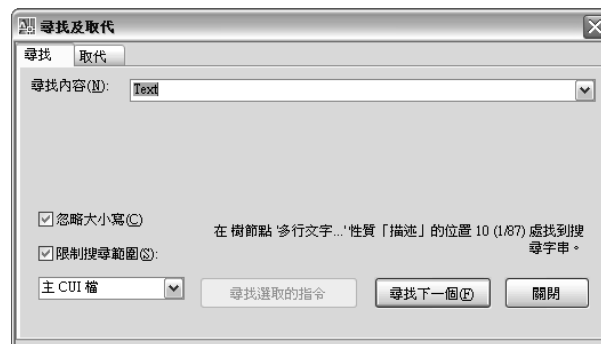 尋找及取代
尋找 取代
尋找內容(N): Text
忽略大小寫(C)
在 樹節點 '多行文字...' 性質「描述」的位置 10 (1/87) 處找到搜
尋字串。
限制搜尋範圍(S):
主 CUI 檔 尋找選取的指令 尋找下一個(F) 關閉